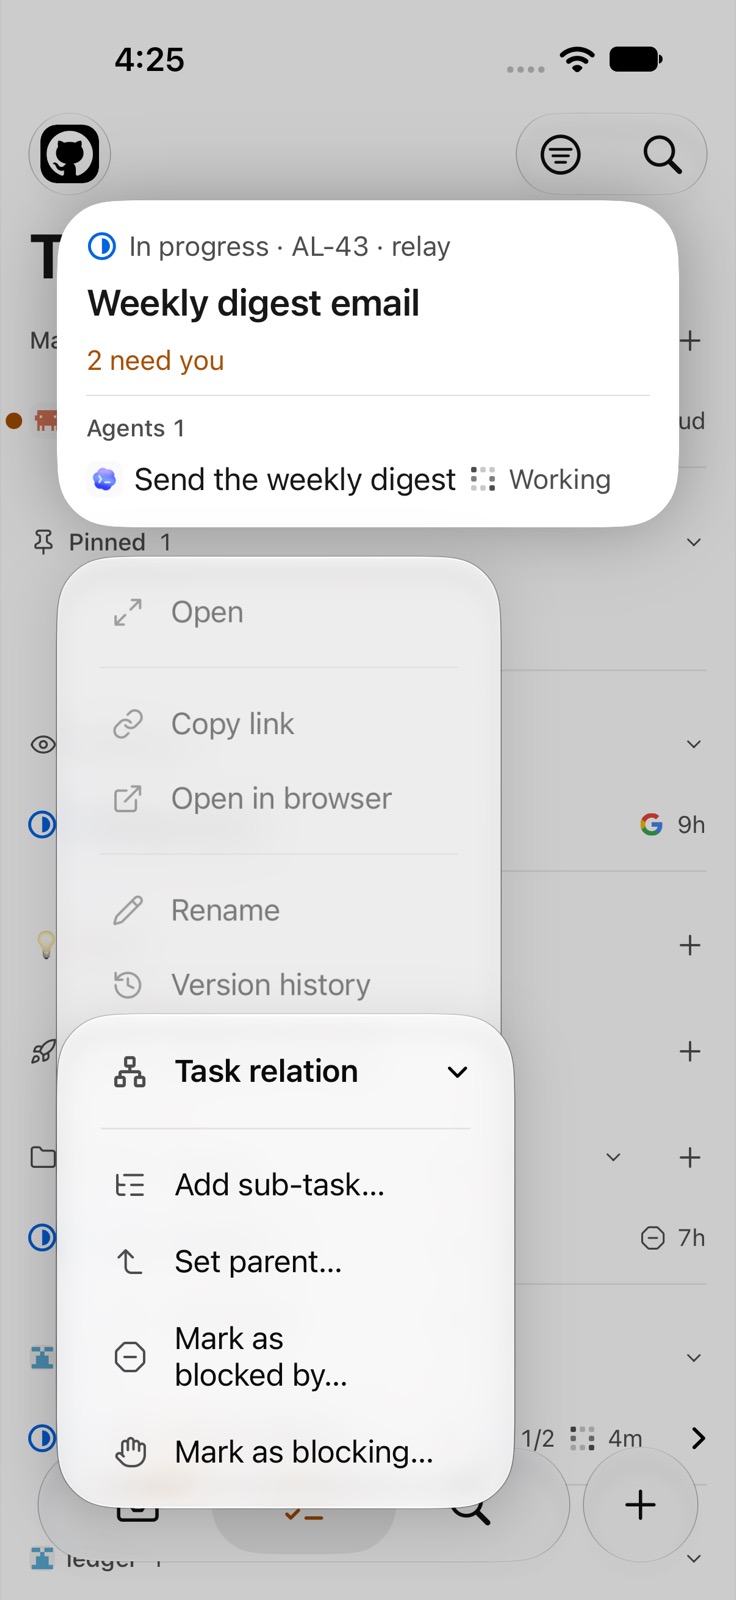 4:25
In progress · AL-43 · relay
Weekly digest email
2 need you
Agents 1
Send the weekly digest Working
ud
Pinned 1
Open
Copy link
Open in browser
9h
Rename
Version history
Task relation
Add sub-task...
Set parent...
7h
Mark as
blocked by...
1/2 4m
Mark as blocking...